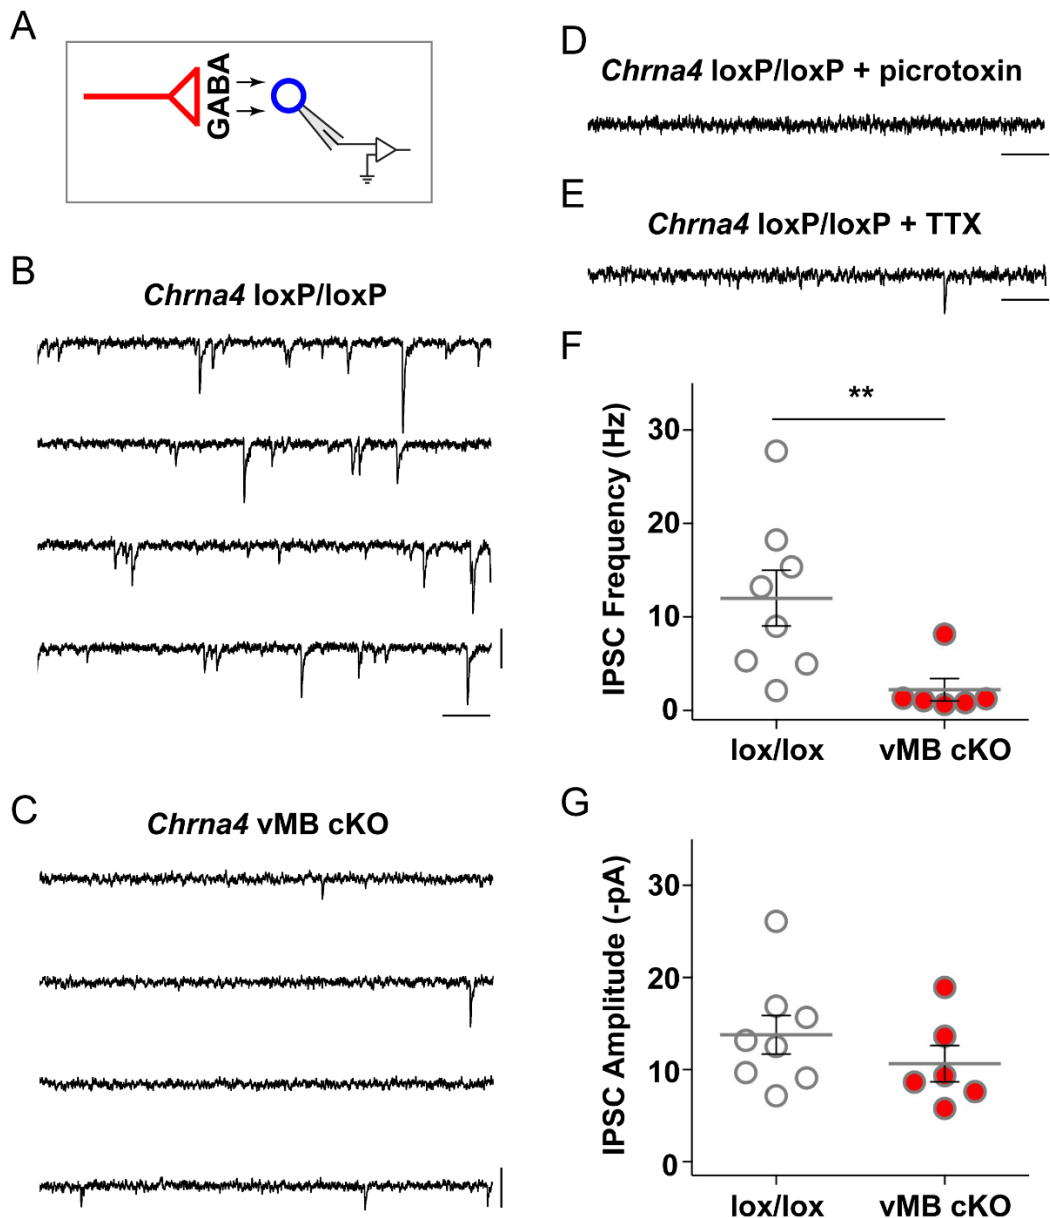 A
GABA
B
Chrna4 loxP/loxP
C
Chrna4 vMB cKO
D
Chrna4 loxP/loxP + picrotoxin
E
Chrna4 loxP/loxP + TTX
F
IPSC Frequency (Hz)
**
30
20
10
0
lox/lox vMB cKO
G
IPSC Amplitude (-pA)
30
20
10
0
lox/lox vMB cKO